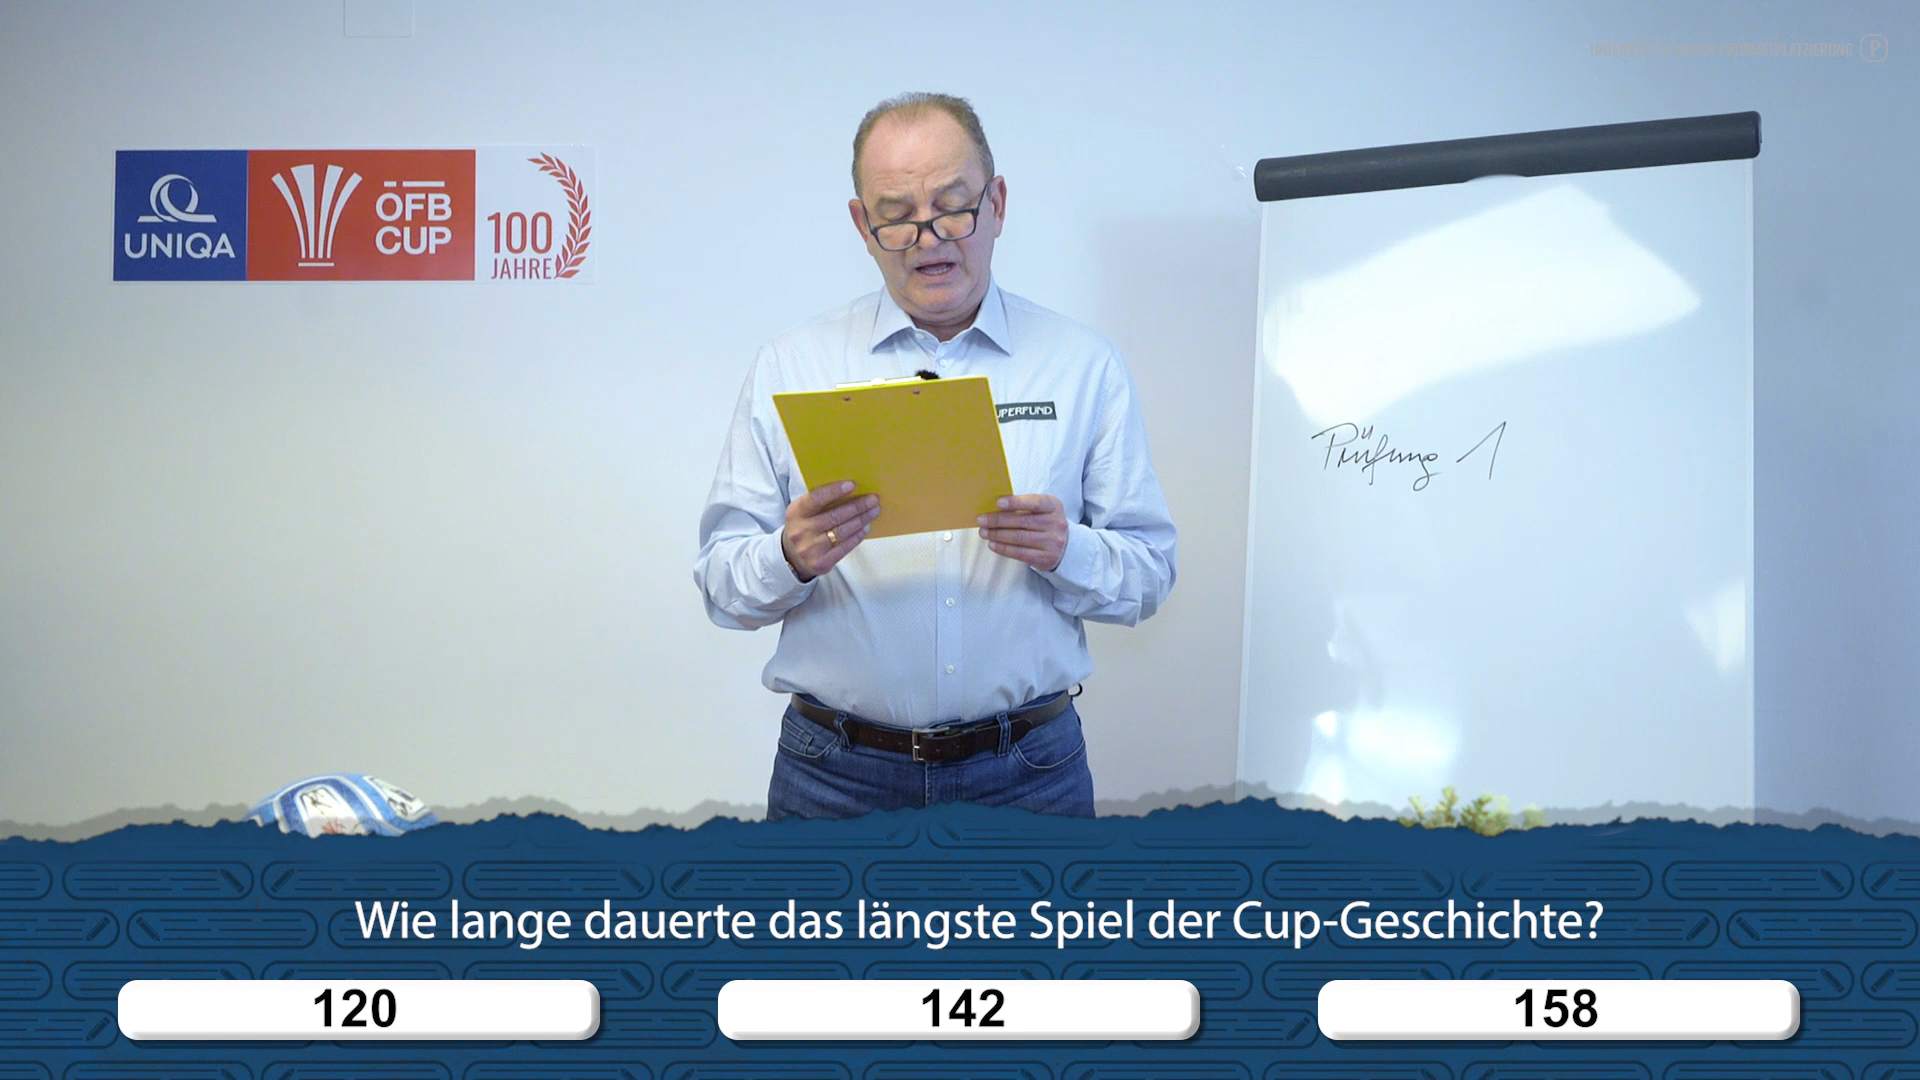 PRODUKTPLATZIERUNG P
UNIQA
ÖFB
CUP
100
JAHRE
UPERFUND
Prüfung 1
Wie lange dauerte das längste Spiel der Cup-Geschichte?
120
142
158